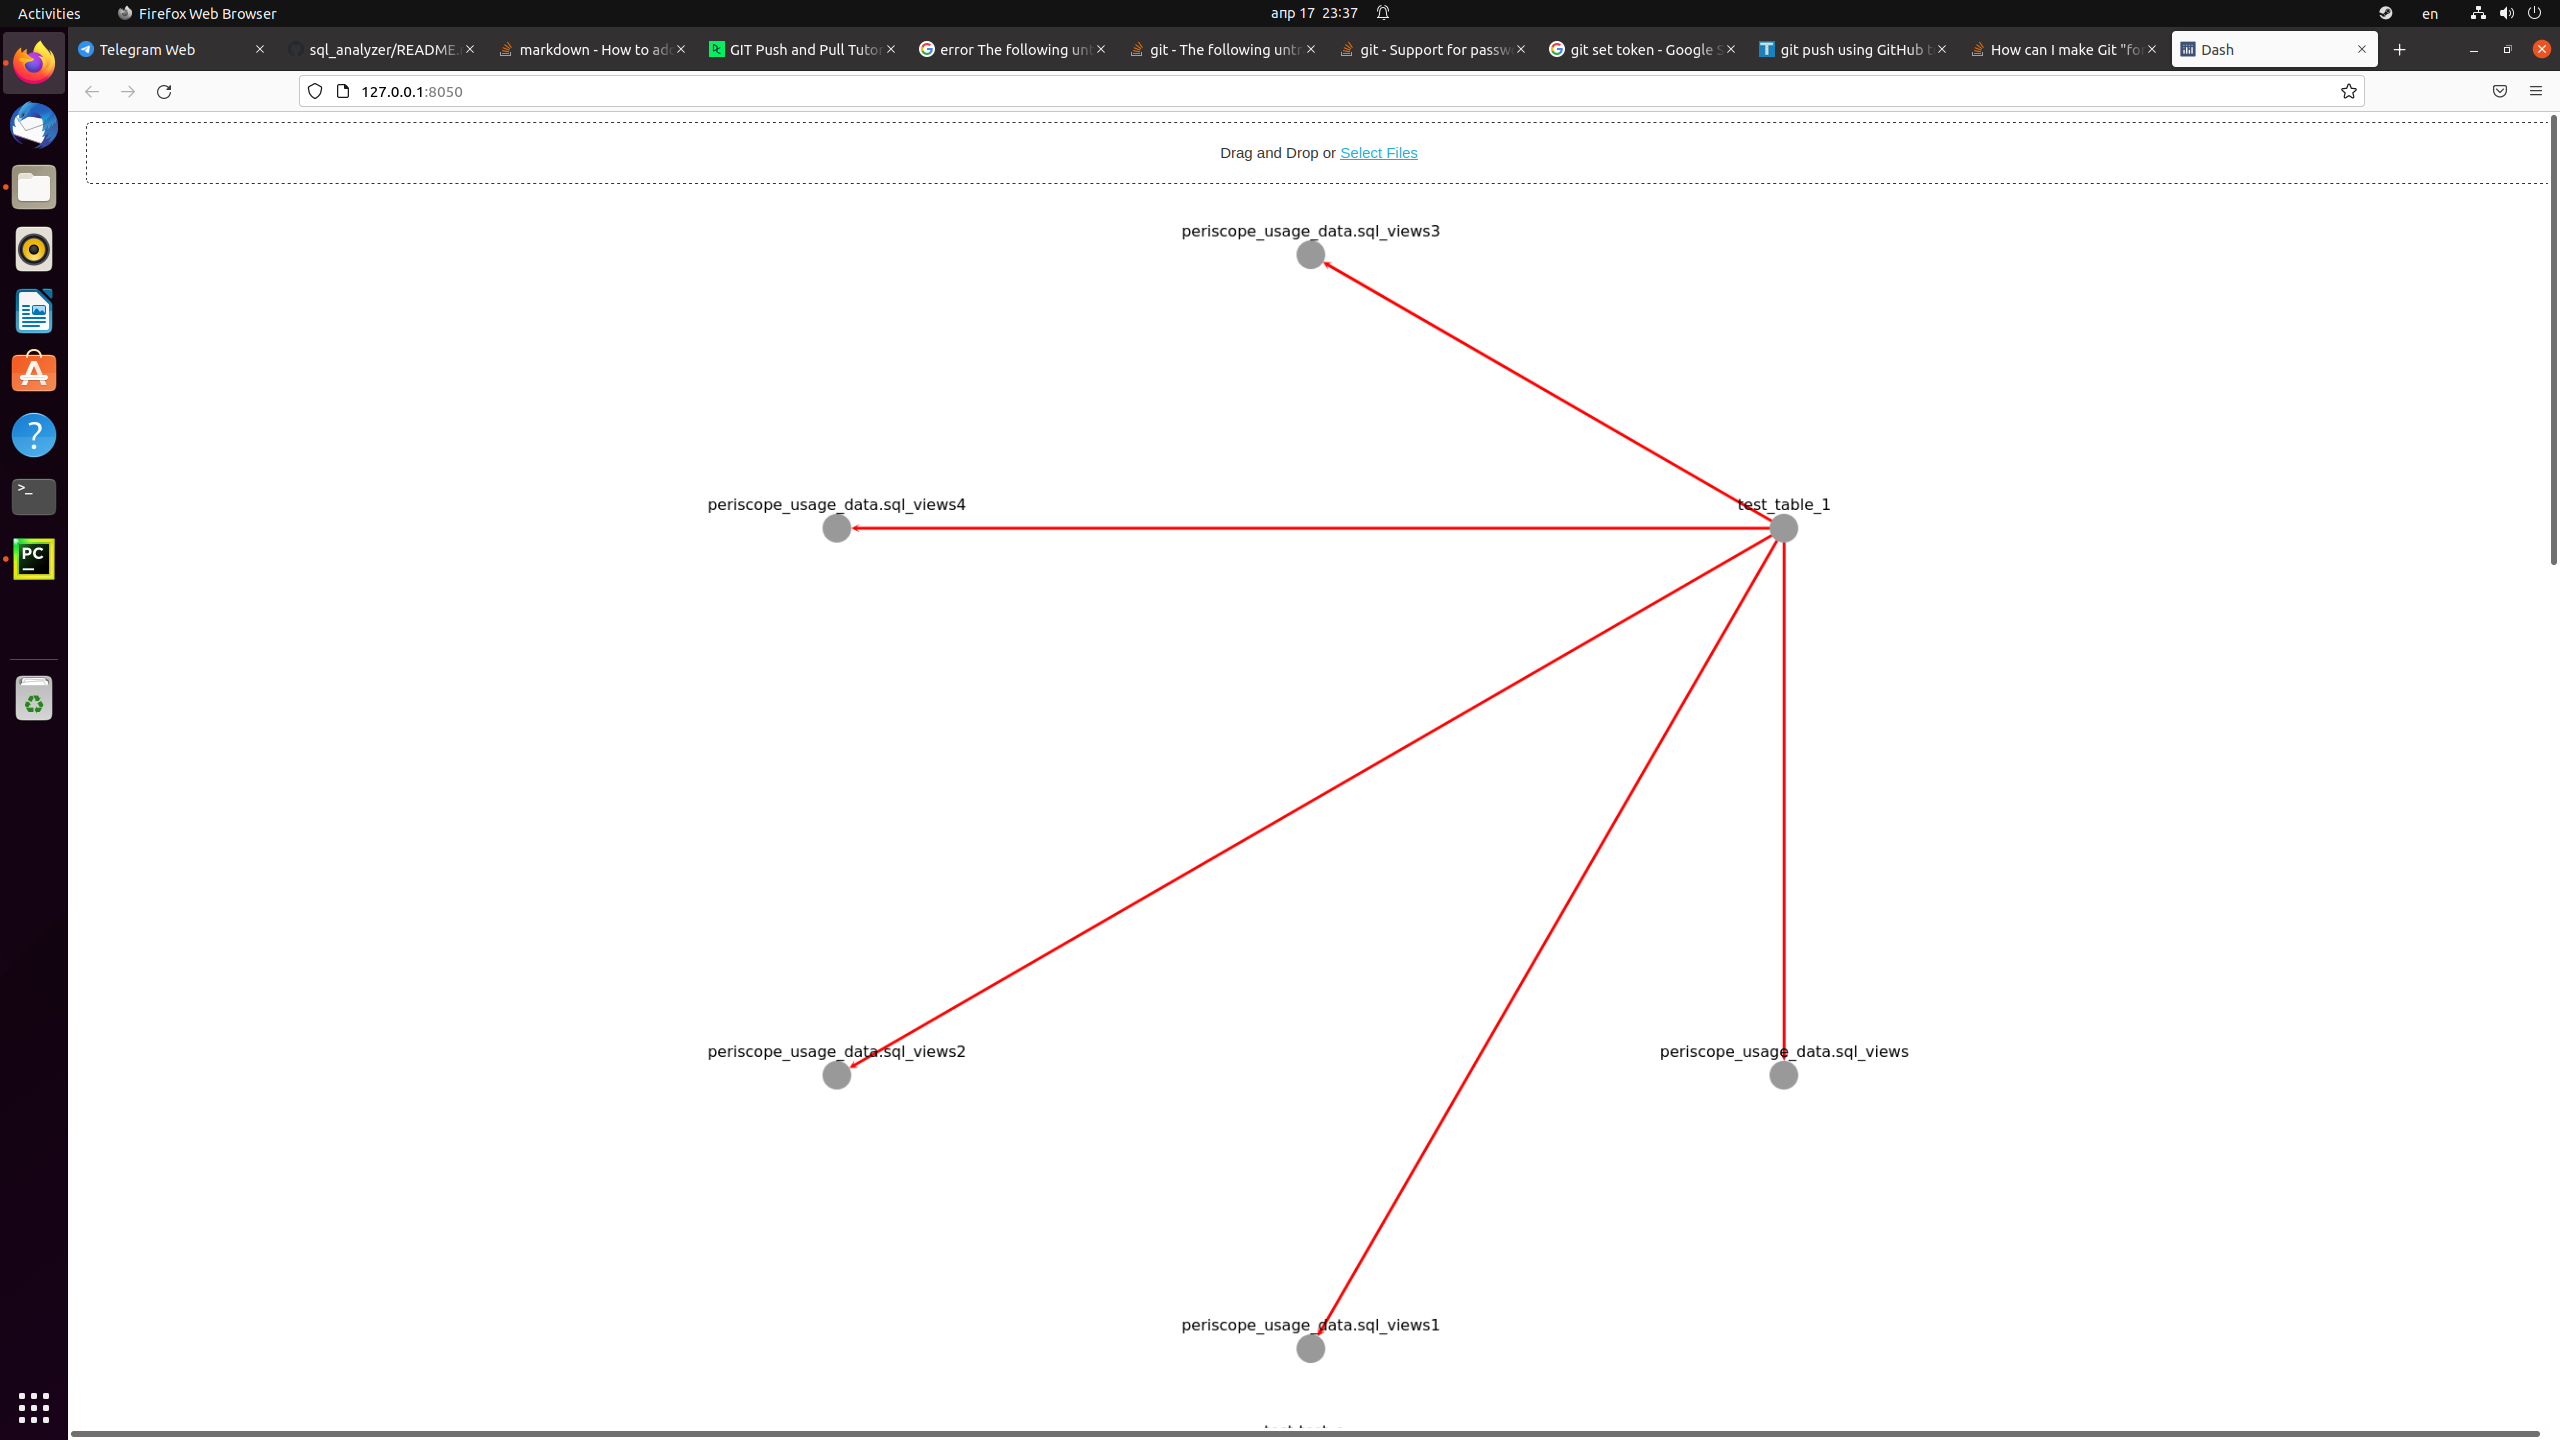 Activities
Firefox Web Browser
апр 17 23:37
en
Telegram Web
sql_analyzer/README.
markdown - How to ad
GIT Push and Pull Tutor
error The following unt
git - The following untr
git - Support for passw
git set token - Google S
git push using GitHub t
How can I make Git "fo
Dash
127.0.0.1:8050
Drag and Drop or Select Files
periscope_usage_data.sql_views3
periscope_usage_data.sql_views4
test_table_1
periscope_usage_data.sql_views2
periscope_usage_data.sql_views
periscope_usage_data.sql_views1
PC